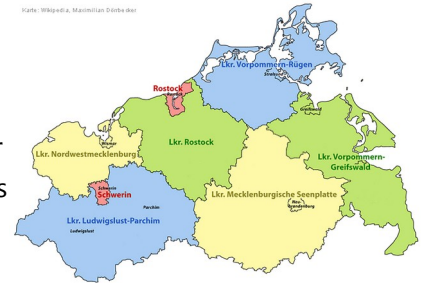 Karte: Wikipedia, Maximilian Dörrbecker
Lkr. Vorpommern-Rügen
Stralsund
Rostock
Rostock
Greifswald
Lkr. Rostock
Wismar
Lkr. Nordwestmecklenburg
Lkr. Vorpommern-
Greifswald
Schwerin
Schwerin
Lkr. Mecklenburgische Seenplatte
Neu-
brandenburg
Parchim
Lkr. Ludwigslust-Parchim
Ludwigslust
s